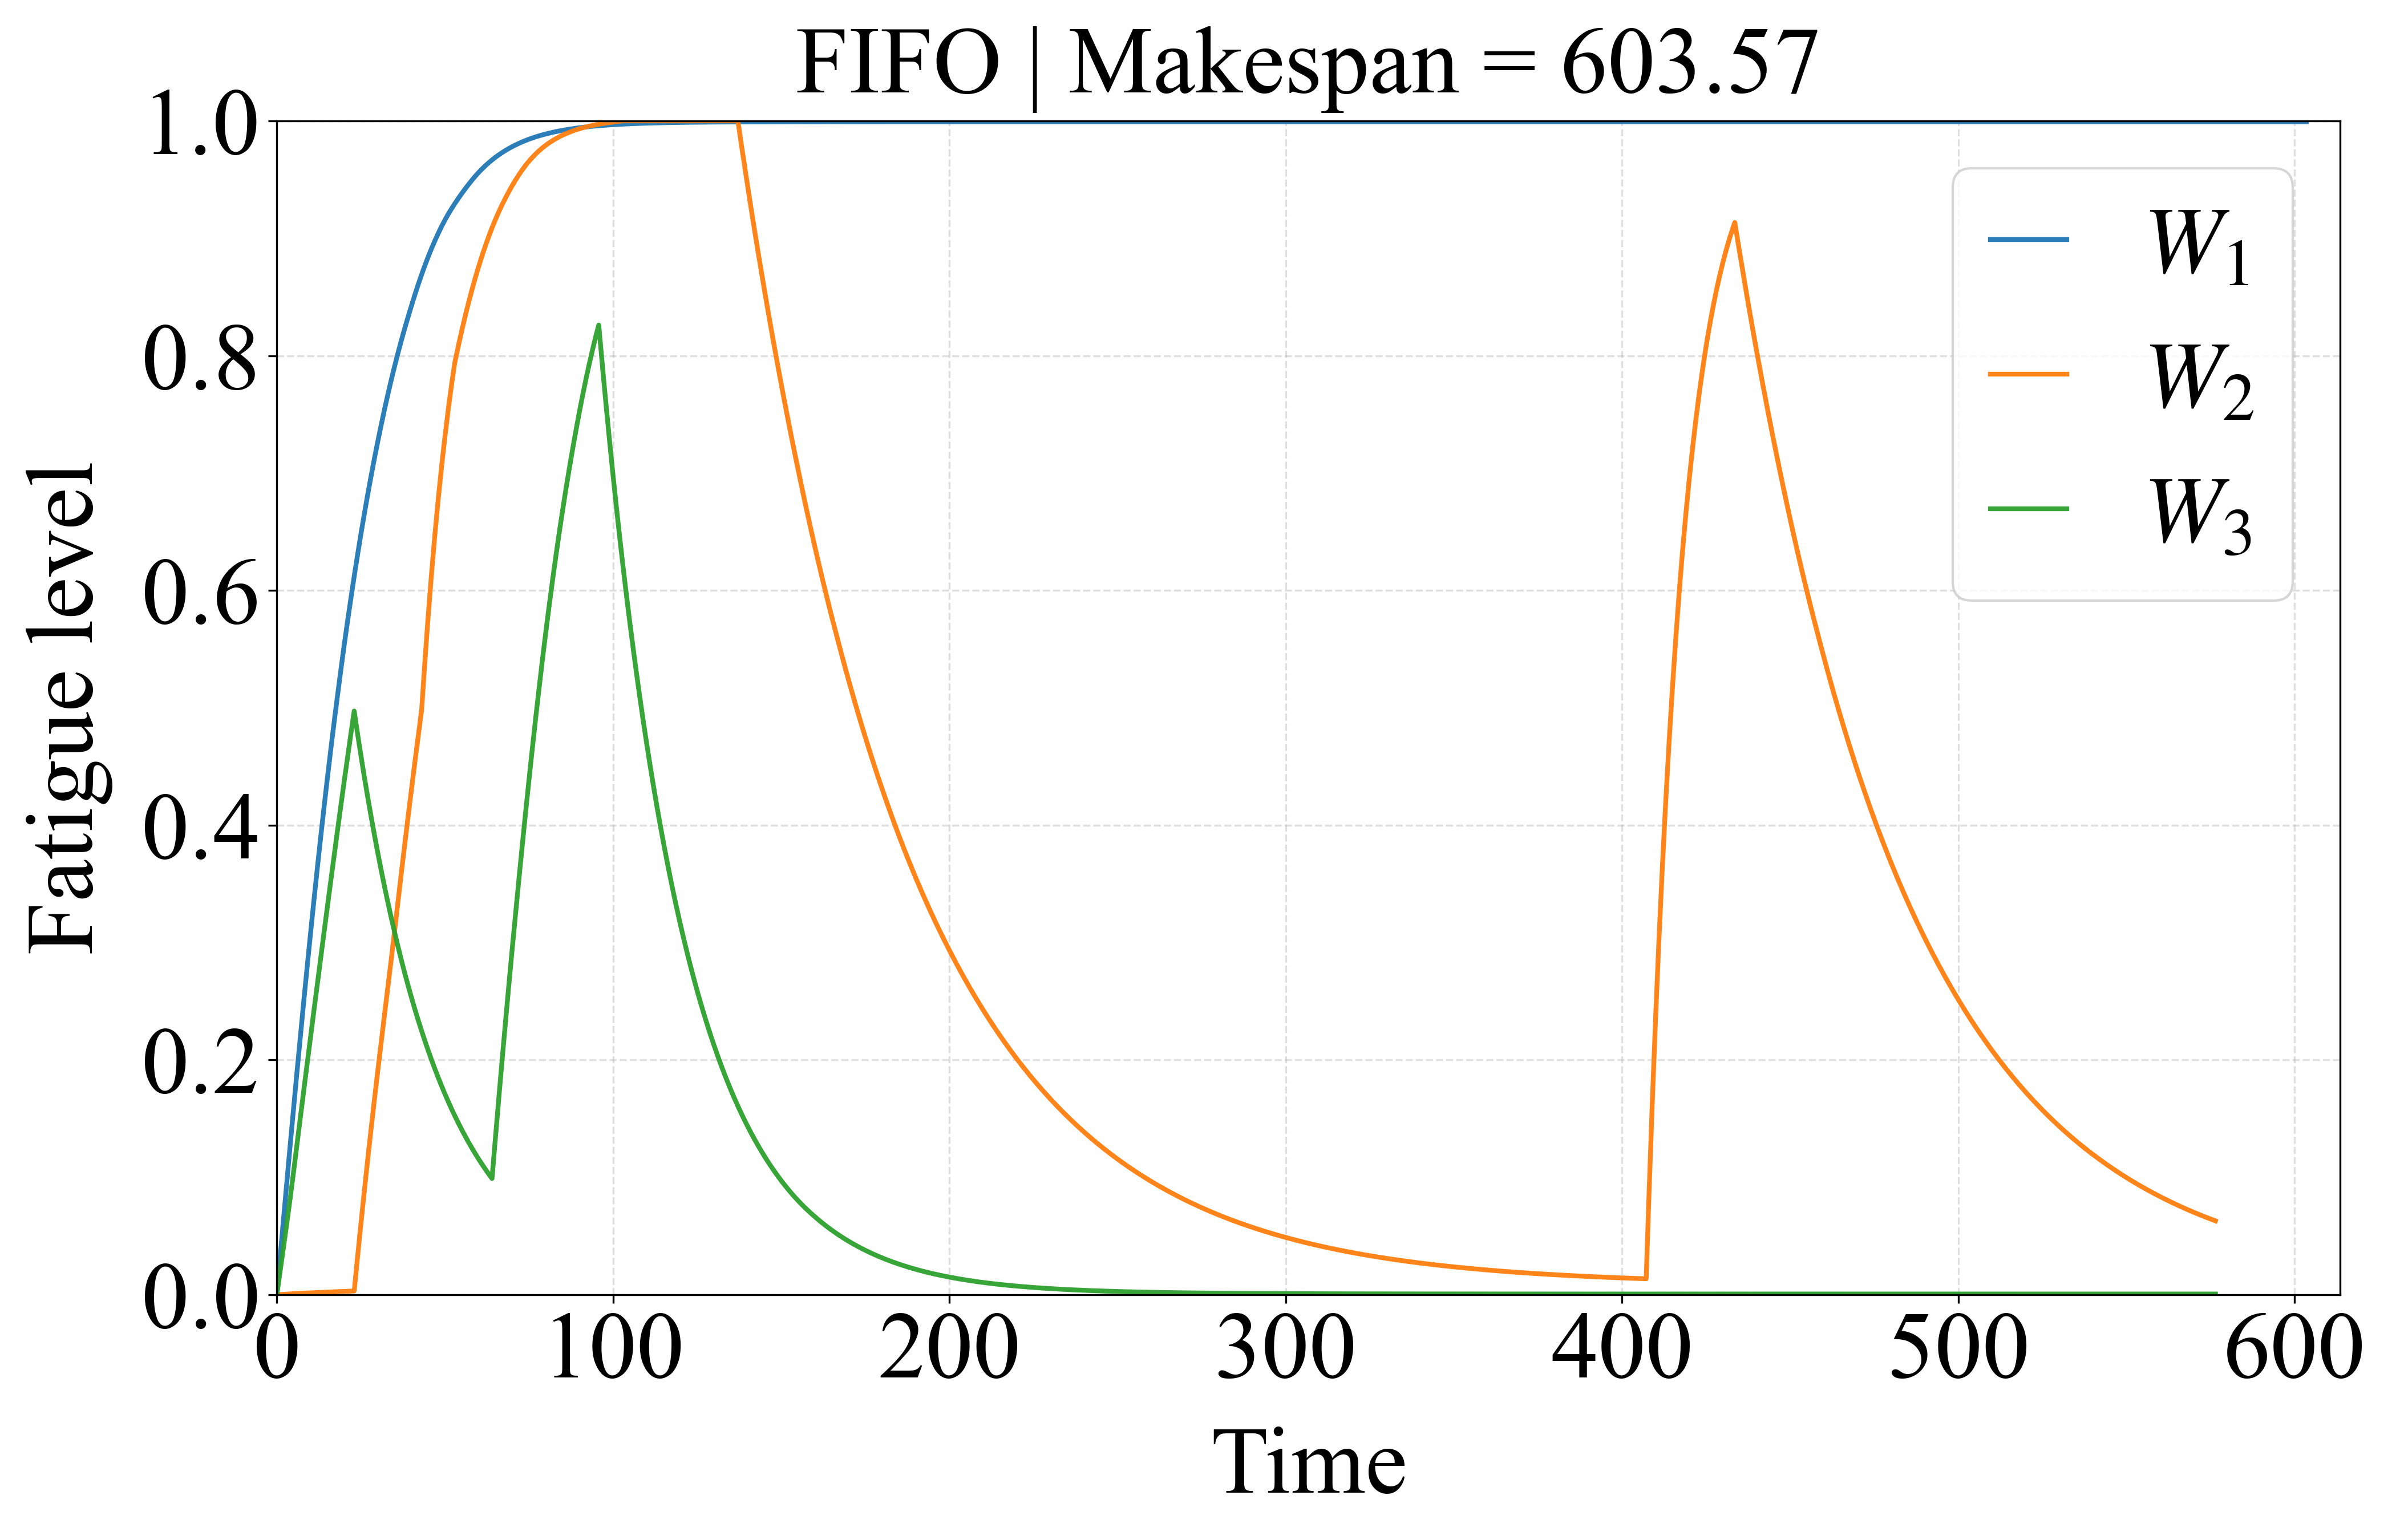 FIFO | Makespan = 603.57
1.0
0.8
0.6
0.4
0.2
0.0
Fatigue level
W₁
W₂
W₃
0 100 200 300 400 500 600
Time